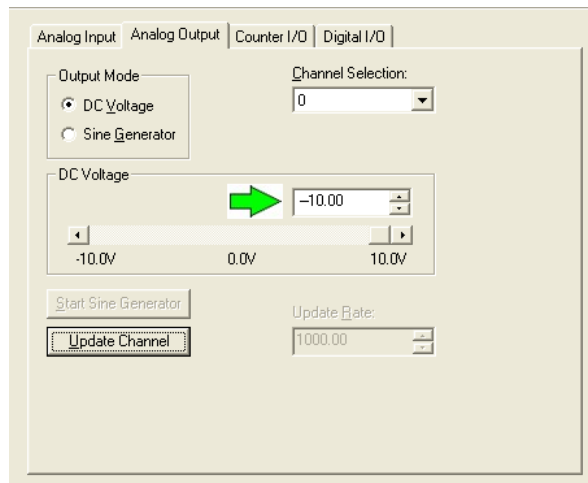 Analog Input Analog Output Counter I/O Digital I/O
Output Mode
DC Voltage
Sine Generator
Channel Selection:
0
DC Voltage
–10.00
-10.0V 0.0V 10.0V
Start Sine Generator
Update Channel
Update Rate:
1000.00